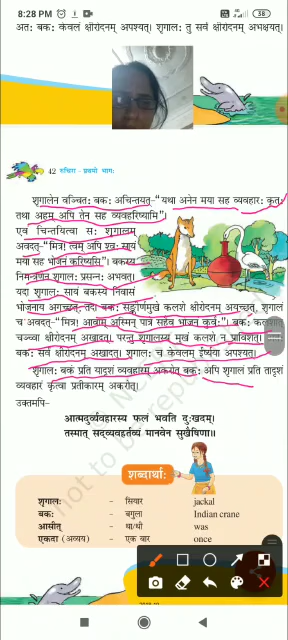 8:28 PM
58
अतः बकः केवलं क्षीरोदनम् अपश्यत्। शृगालः तु सर्वं क्षीरोदनम् अभक्षयत्।
42 रुचिरा - प्रथमो भागः
शृगालेन वञ्चितः बकः अचिन्तयत्-“यथा अनेन मया सह व्यवहारः कृतः
तथा अहम् अपि तेन सह व्यवहरिष्यामि”।
एवं चिन्तयित्वा सः शृगालम्
अवदत्-“मित्र! त्वम् अपि श्वः सायं
मया सह भोजनं करिष्यसि”। बकस्य
निमन्त्रणेन शृगालः प्रसन्नः अभवत्।
यदा शृगालः सायं बकस्य निवासं
भोजनाय अगच्छत्, तदा बकः सङ्कीर्णमुखे कलशे क्षीरोदनम् अयच्छत्, शृगालं
च अवदत्-“मित्र! आवाम् अस्मिन् पात्रे सहैव भोजनं कुर्वः”। बकः कलशात्
चञ्च्वा क्षीरोदनम् अखादत्। परन्तु शृगालस्य मुखं कलशे न प्राविशत्।
बकः सर्वं क्षीरोदनम् अखादत्। शृगालः च केवलम् ईर्ष्यया अपश्यत्।
शृगालः बकं प्रति यादृशं व्यवहारम् अकरोत् बकः अपि शृगालं प्रति तादृशं
व्यवहारं कृत्वा प्रतीकारम् अकरोत्।
उक्तमपि-
आत्मदुर्व्यवहारस्य फलं भवति दुःखदम्।
तस्मात् सद्व्यवहर्तव्यं मानवेन सुखैषिणा॥
शब्दार्थाः
शृगालः - सियार jackal
बकः - बगुला Indian crane
आसीत् - था/थी was
एकदा (अव्यय) - एक बार once